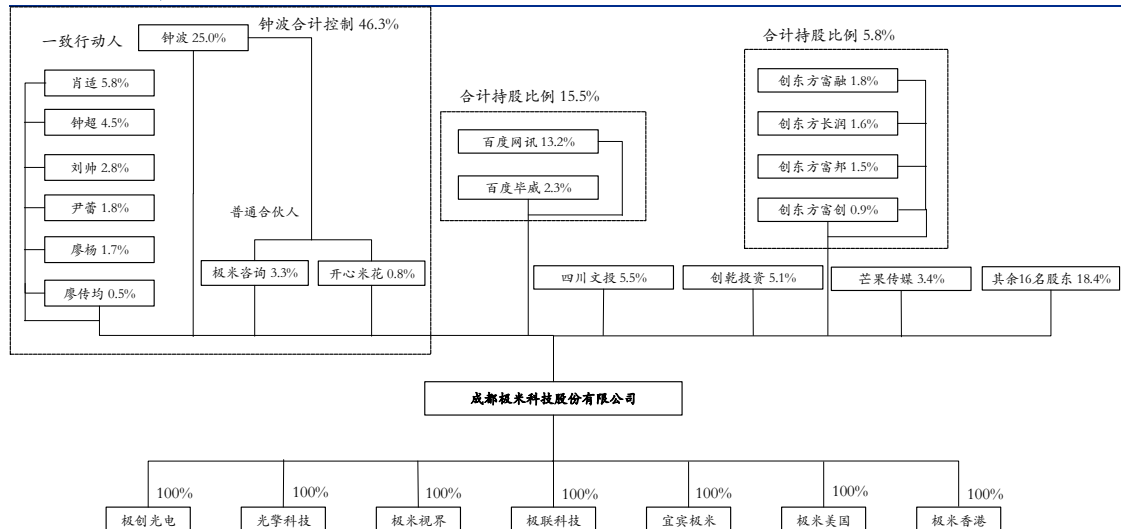 钟波合计控制 46.3%
一致行动人
钟波 25.0%
肖适 5.8%
钟超 4.5%
刘帅 2.8%
尹蕾 1.8%
廖杨 1.7%
廖传均 0.5%
普通合伙人
极米咨询 3.3%
开心米花 0.8%
合计持股比例 15.5%
百度网讯 13.2%
百度毕威 2.3%
合计持股比例 5.8%
创东方富融 1.8%
创东方长润 1.6%
创东方富邦 1.5%
创东方富创 0.9%
四川文投 5.5%
创乾投资 5.1%
芒果传媒 3.4%
其余16名股东 18.4%
成都极米科技股份有限公司
100%
100%
100%
100%
100%
100%
100%
极创光电
光擎科技
极米视界
极联科技
宜宾极米
极米美国
极米香港